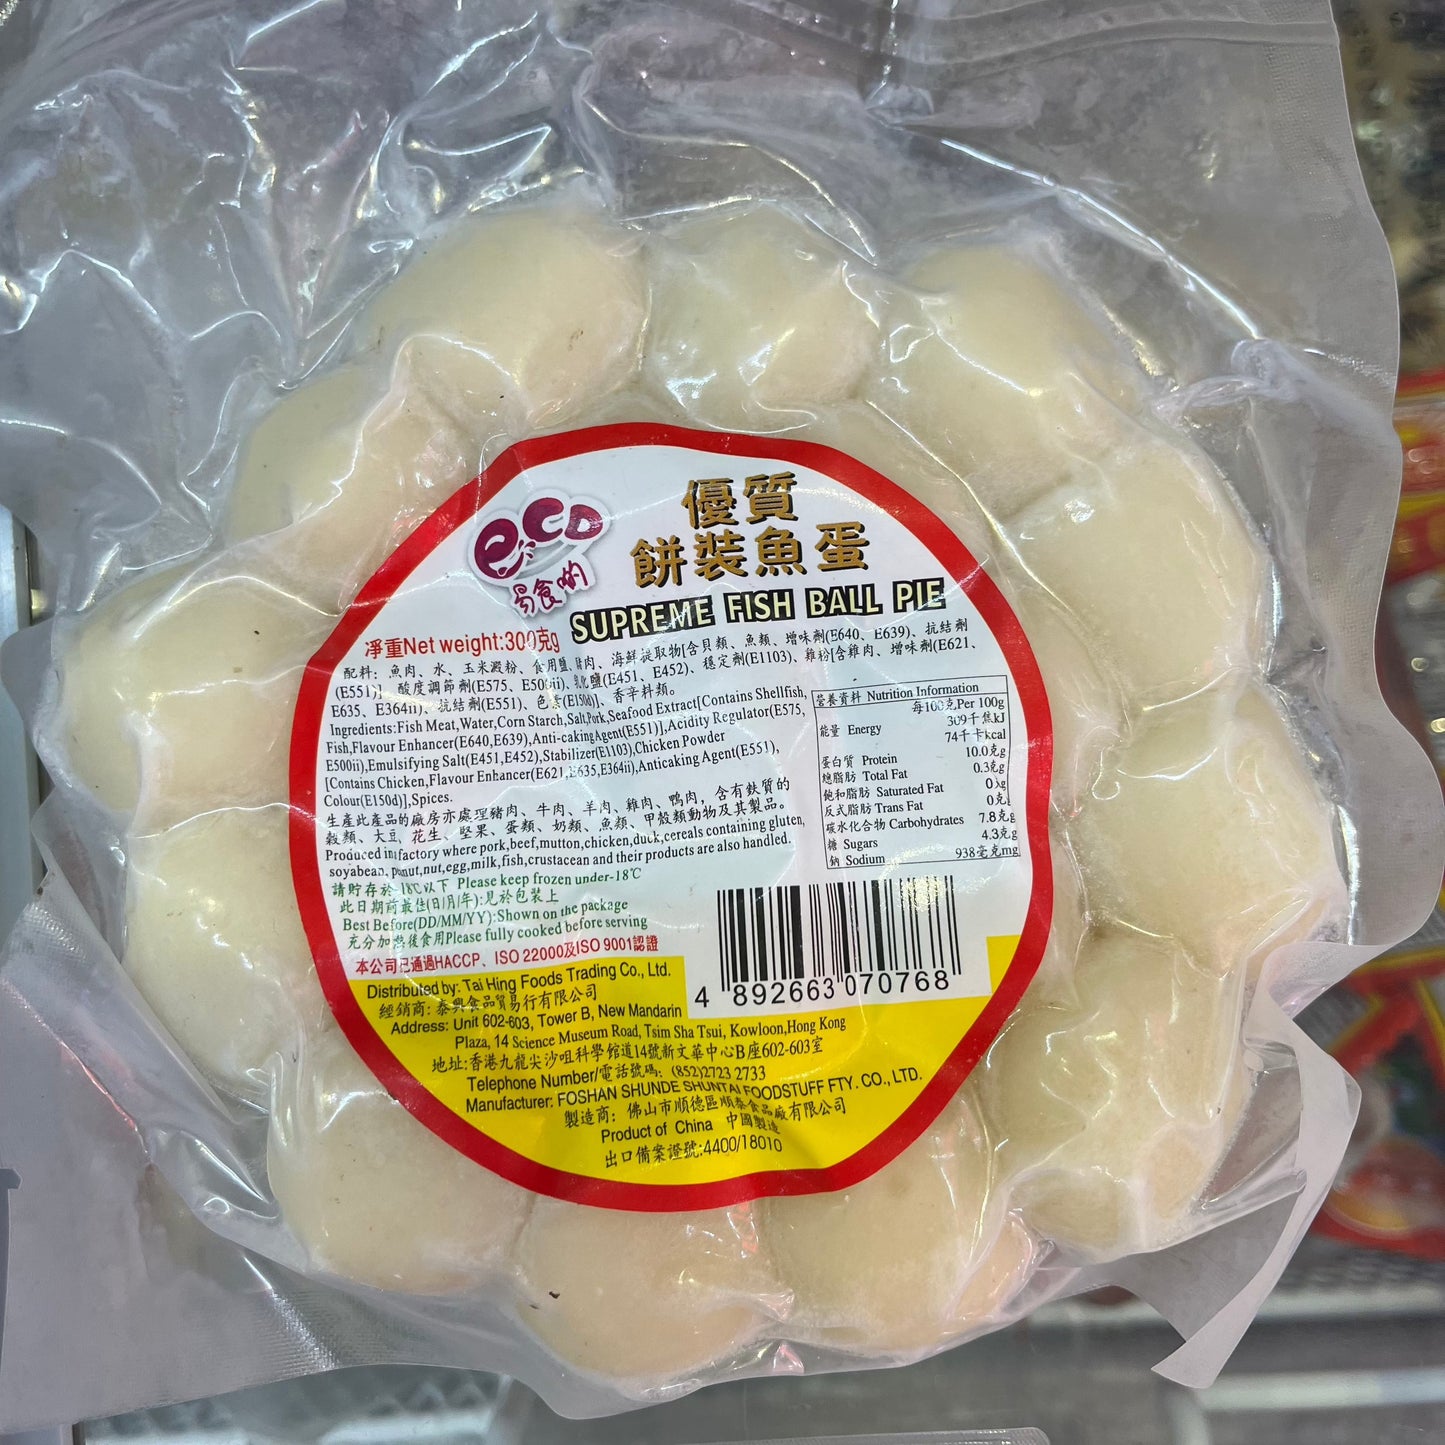 eCD
易食啲
優質
餅裝魚蛋
SUPREME FISH BALL PIE
淨重Net weight:300克g
配料: 魚肉、水、玉米澱粉、食用鹽、豬肉、海鮮提取物[含貝類、魚類、增味劑(E640、E639)、抗結劑
(E551)]、酸度調節劑(E575、E500ii)、乳化鹽(E451、E452)、穩定劑(E1103)、雞粉[含雞肉、增味劑(E621、
E635、E364ii)、抗結劑(E551)、色素(E150d)]、香辛料類。
Ingredients:Fish Meat,Water,Corn Starch,Salt,Pork,Seafood Extract[Contains Shellfish,
Fish,Flavour Enhancer(E640,E639),Anti-cakingAgent(E551)],Acidity Regulator(E575,
E500ii),Emulsifying Salt(E451,E452),Stabilizer(E1103),Chicken Powder
[Contains Chicken,Flavour Enhancer(E621,E635,E364ii),Anticaking Agent(E551),
Colour(E150d)],Spices.
生產此產品的廠房亦處理豬肉、牛肉、羊肉、雞肉、鴨肉，含有麩質的
穀類、大豆、花生、堅果、蛋類、奶類、魚類、甲殼類動物及其製品。
Produced in factory where pork,beef,mutton,chicken,duck,cereals containing gluten,
soyabean, peanut,nut,egg,milk,fish,crustacean and their products are also handled.
請貯存於-18℃以下 Please keep frozen under-18℃
此日期前最佳(日/月/年):見於包裝上
Best Before(DD/MM/YY):Shown on the package
充分加熱後食用Please fully cooked before serving
本公司已通過HACCP、ISO 22000及ISO 9001認證
營養資料 Nutrition Information
每100克Per 100g
能量 Energy 309千焦kJ
74千卡kcal
蛋白質 Protein 10.0克g
總脂肪 Total Fat 0.3克g
飽和脂肪 Saturated Fat 0克g
反式脂肪 Trans Fat 0克g
碳水化合物 Carbohydrates 7.8克g
糖 Sugars 4.3克g
鈉 Sodium 938毫克mg
4 892663 070768
Distributed by: Tai Hing Foods Trading Co., Ltd.
經銷商: 泰興食品貿易行有限公司
Address: Unit 602-603, Tower B, New Mandarin
Plaza, 14 Science Museum Road, Tsim Sha Tsui, Kowloon,Hong Kong
地址:香港九龍尖沙咀科學館道14號新文華中心B座602-603室
Telephone Number/電話號碼: (852)2723 2733
Manufacturer: FOSHAN SHUNDE SHUNTAI FOODSTUFF FTY. CO., LTD.
製造商: 佛山市順德區順泰食品廠有限公司
Product of China 中國製造
出口備案證號:4400/18010